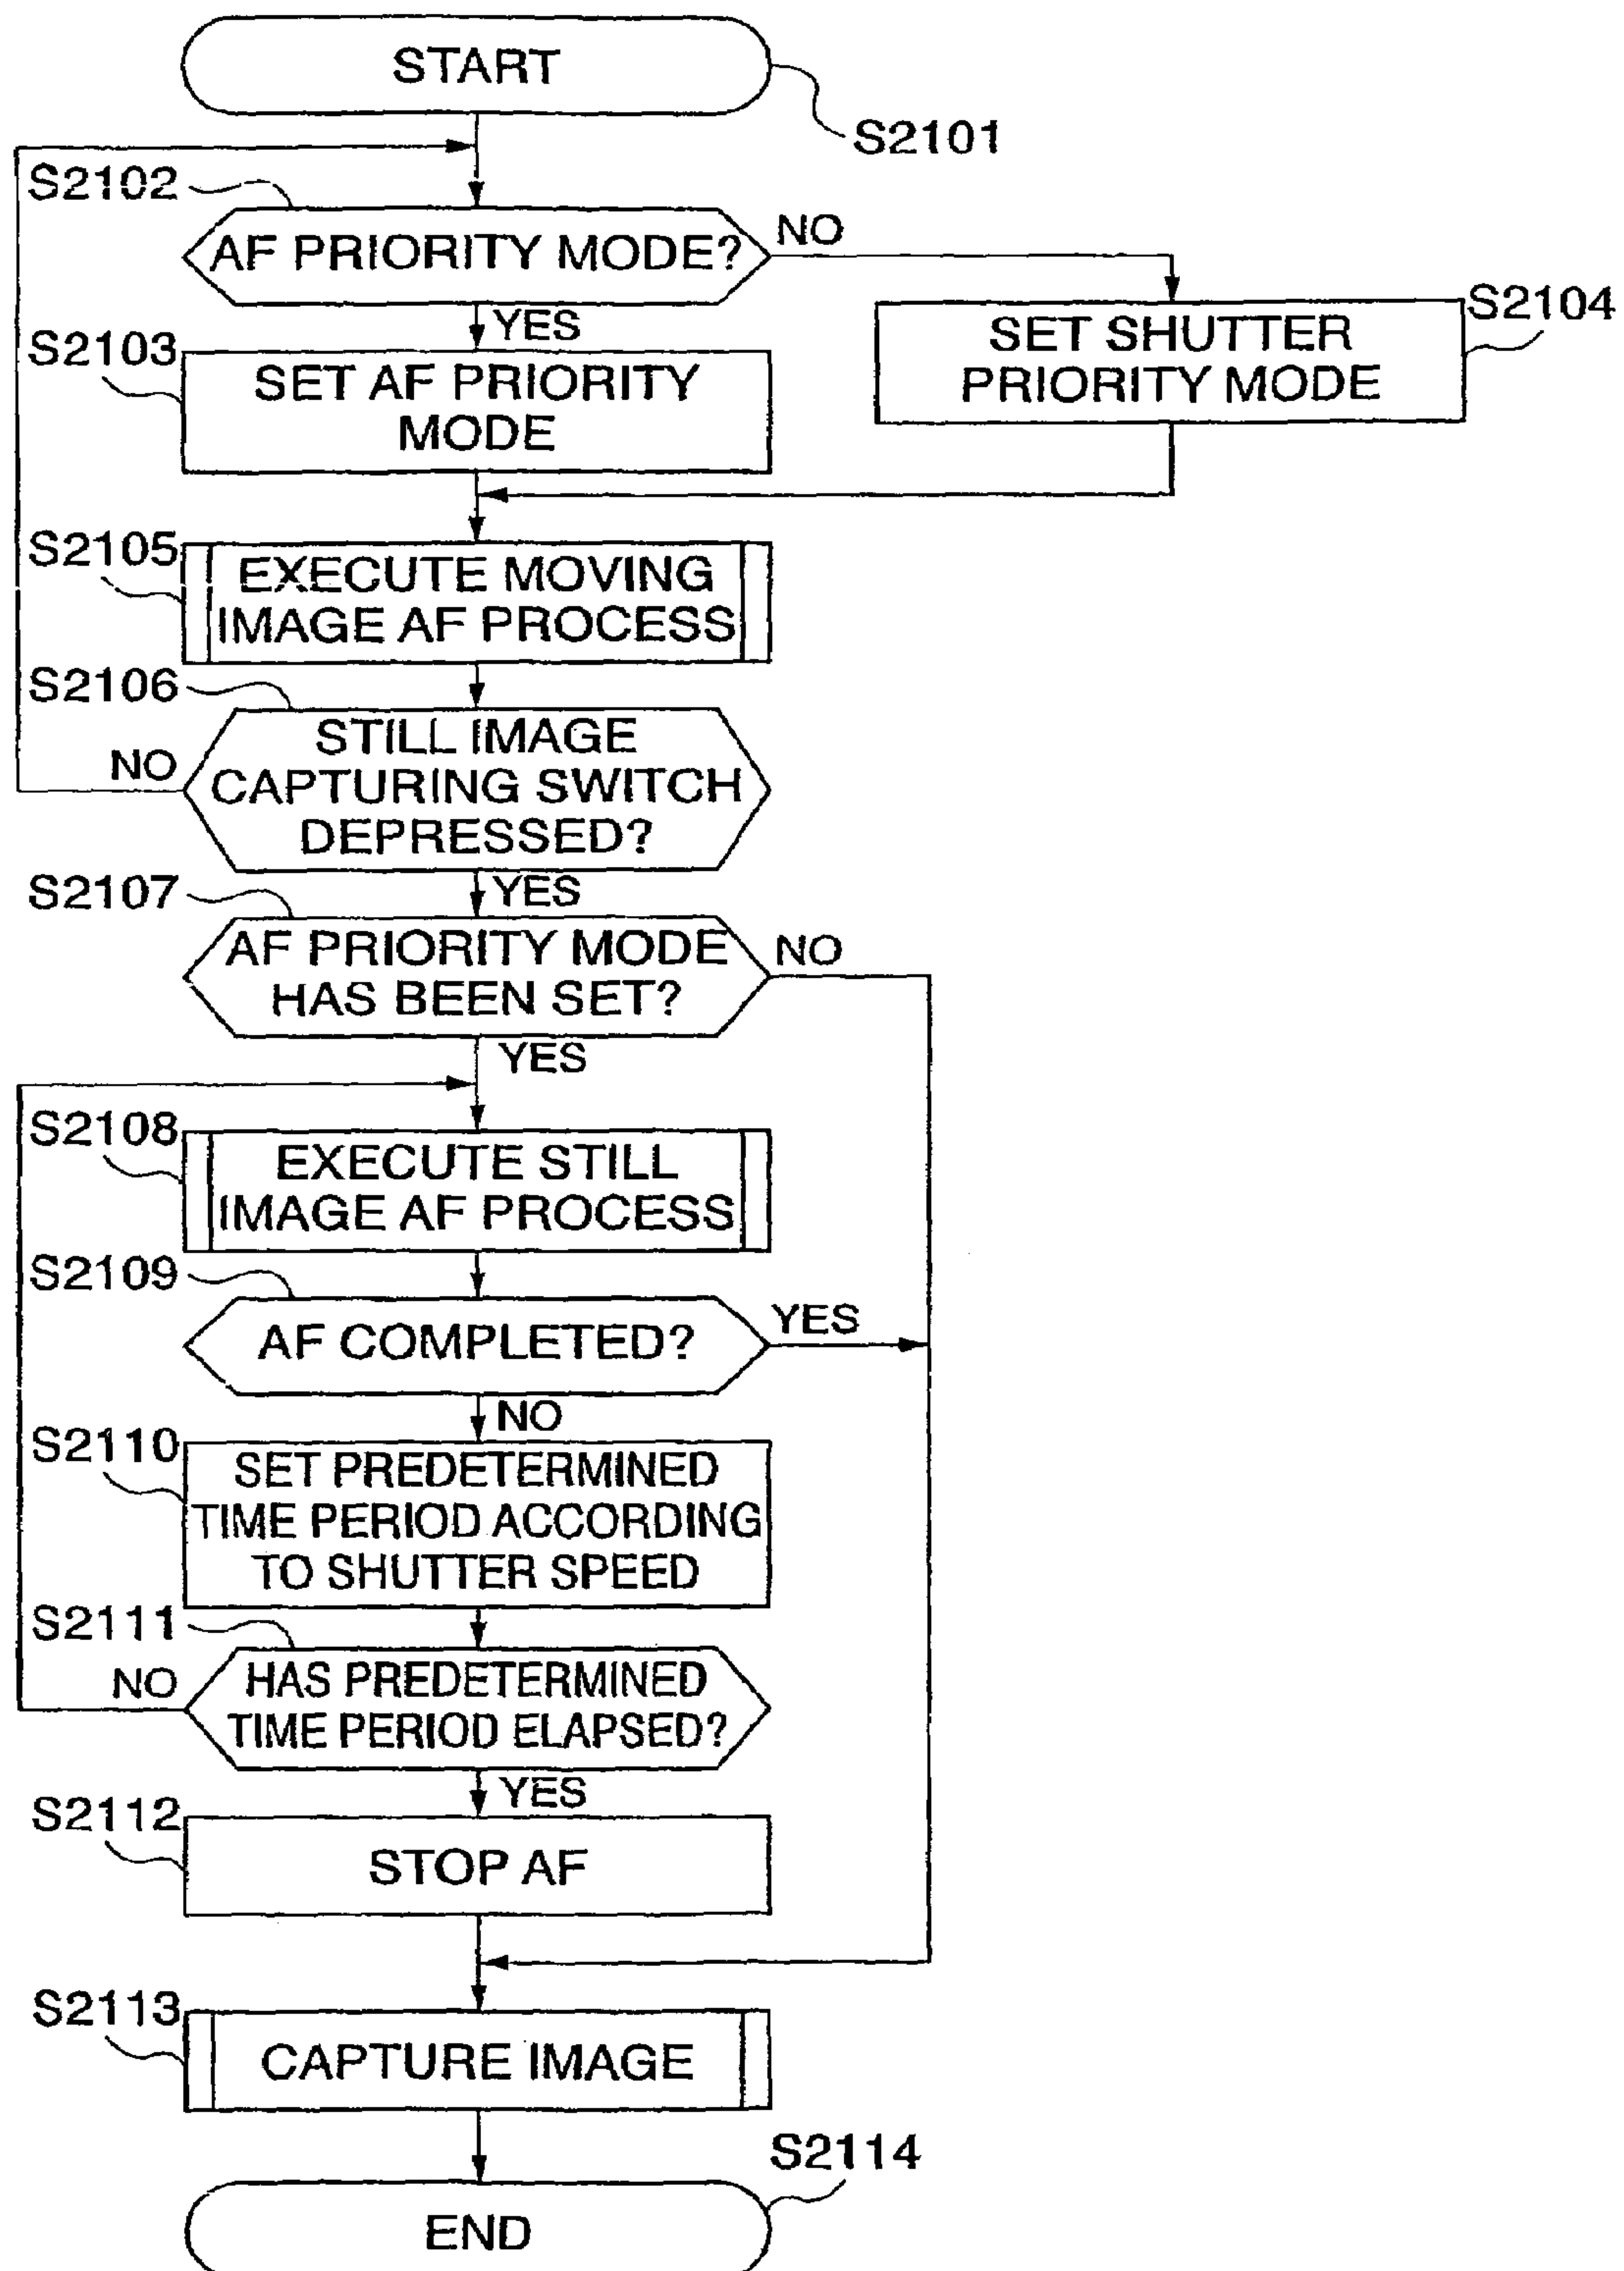 START
S2101
S2102
AF PRIORITY MODE?
NO
YES
S2103
SET AF PRIORITY
MODE
S2104
SET SHUTTER
PRIORITY MODE
S2105
EXECUTE MOVING
IMAGE AF PROCESS
S2106
STILL IMAGE
CAPTURING SWITCH
DEPRESSED?
NO
YES
S2107
AF PRIORITY MODE
HAS BEEN SET?
NO
YES
S2108
EXECUTE STILL
IMAGE AF PROCESS
S2109
AF COMPLETED?
YES
NO
S2110
SET PREDETERMINED
TIME PERIOD ACCORDING
TO SHUTTER SPEED
S2111
HAS PREDETERMINED
TIME PERIOD ELAPSED?
NO
YES
S2112
STOP AF
S2113
CAPTURE IMAGE
S2114
END